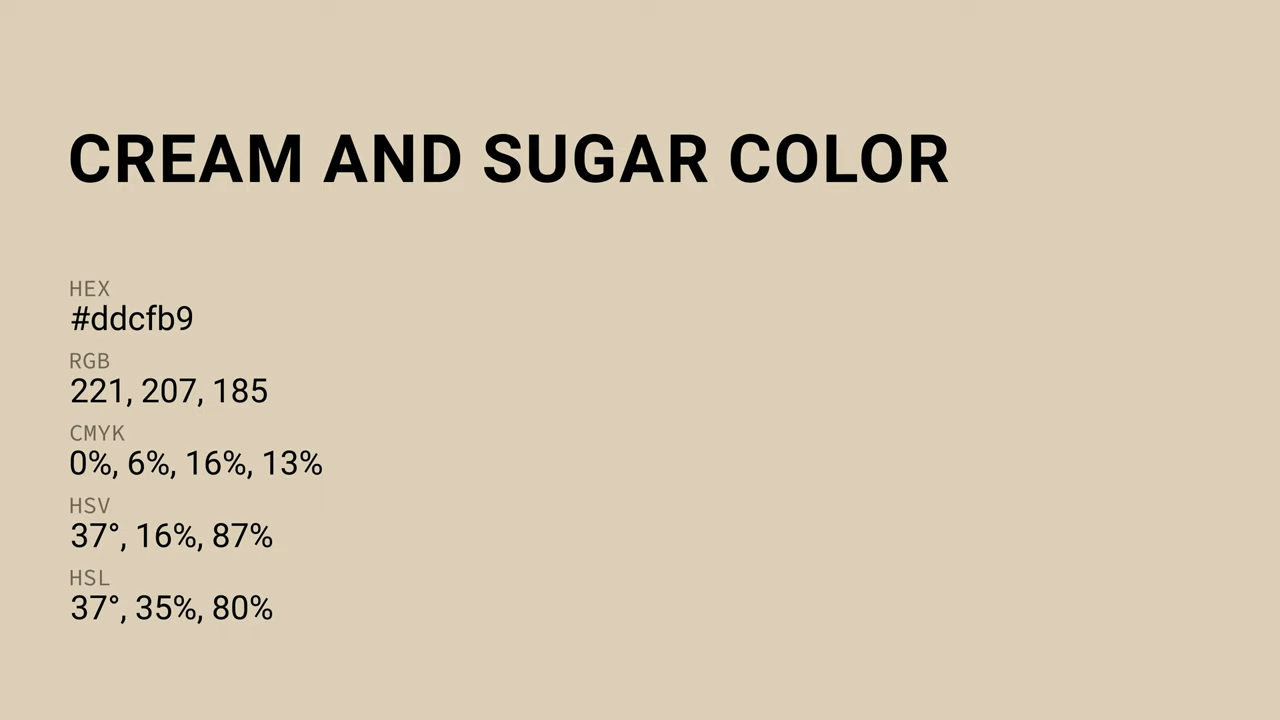 CREAM AND SUGAR COLOR
HEX
#ddcfb9
RGB
221, 207, 185
CMYK
0%, 6%, 16%, 13%
HSV
37°, 16%, 87%
HSL
37°, 35%, 80%